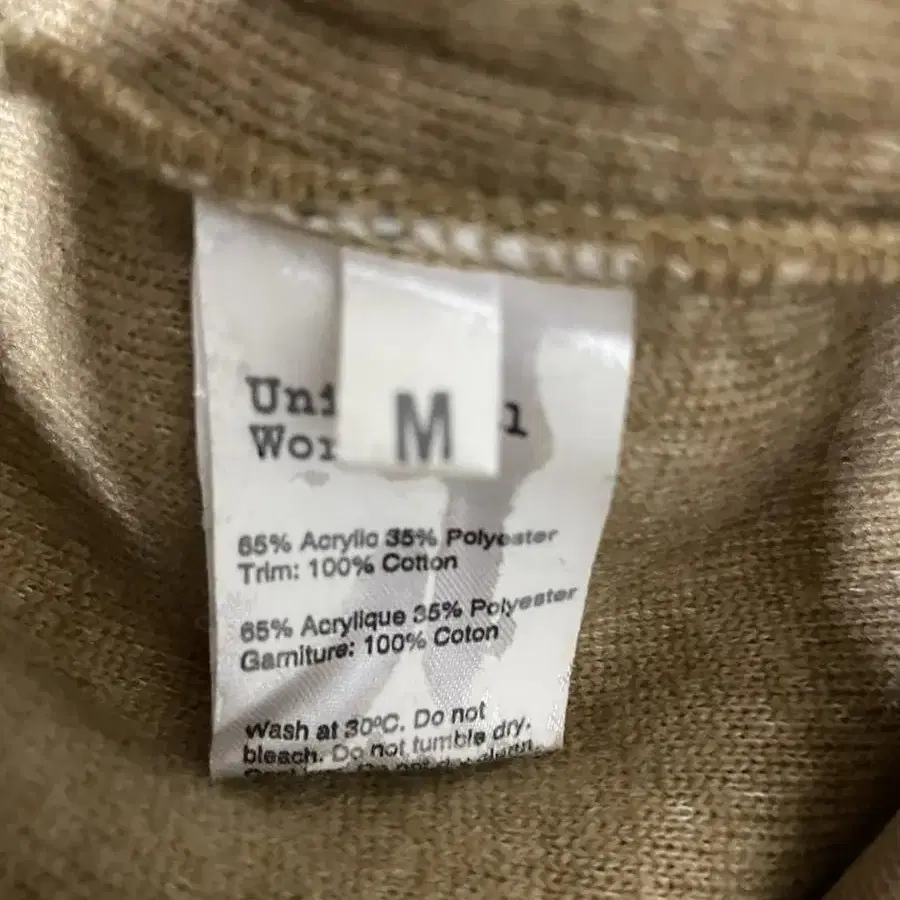 M
65% Acrylic 35% Polyester
Trim: 100% Cotton
65% Acrylique 35% Polyester
Garniture: 100% Coton
Wash at 30ºC. Do not
bleach. Do not tumble dry.